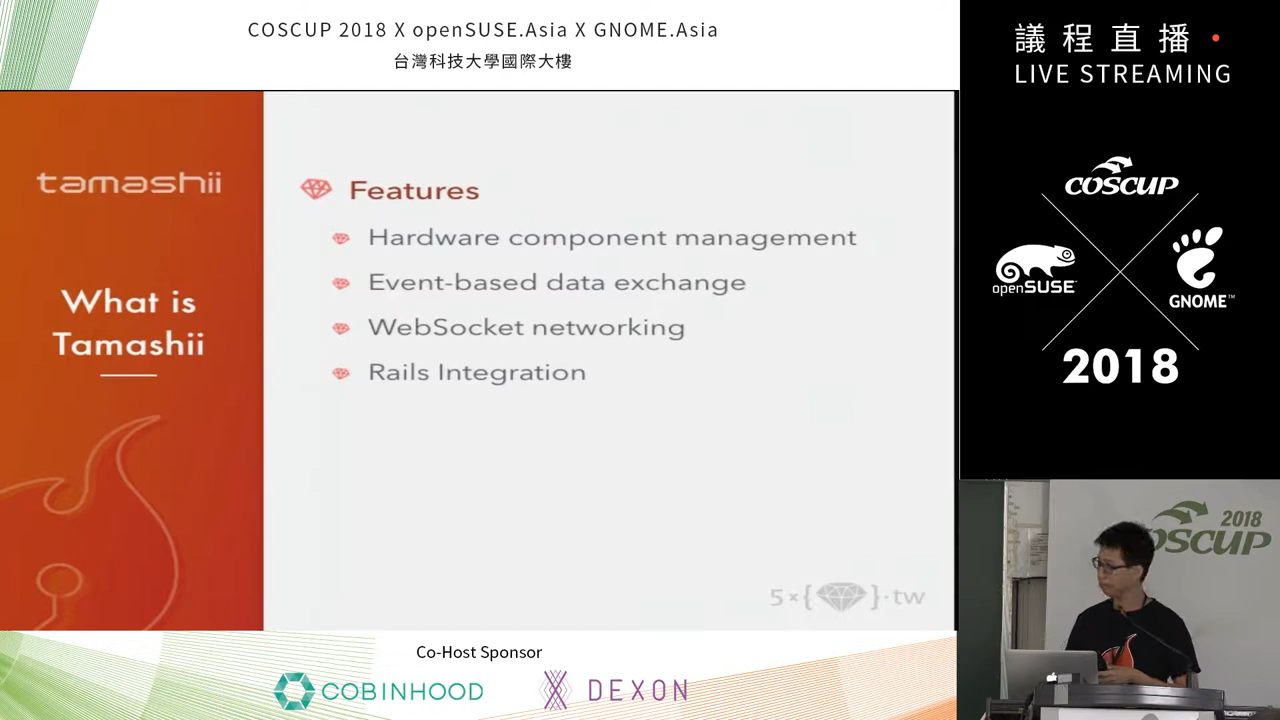 COSCUP 2018 X openSUSE.Asia X GNOME.Asia
台灣科技大學國際大樓
議程直播
LIVE STREAMING
COSCUP
openSUSE
GNOME™
2018
tamashii
What is
Tamashii
Features
Hardware component management
Event-based data exchange
WebSocket networking
Rails Integration
5×{ }·tw
2018
COSCUP
Co-Host Sponsor
COBINHOOD
DEXON